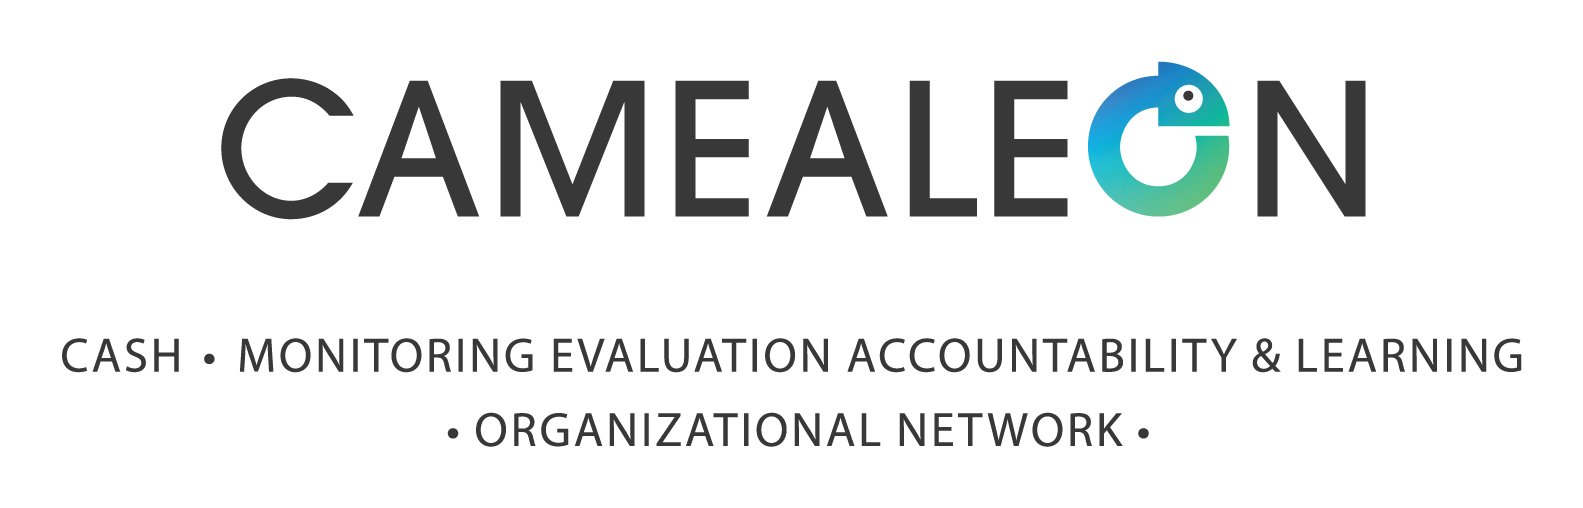 CAMEALEON
CASH • MONITORING EVALUATION ACCOUNTABILITY & LEARNING
• ORGANIZATIONAL NETWORK •